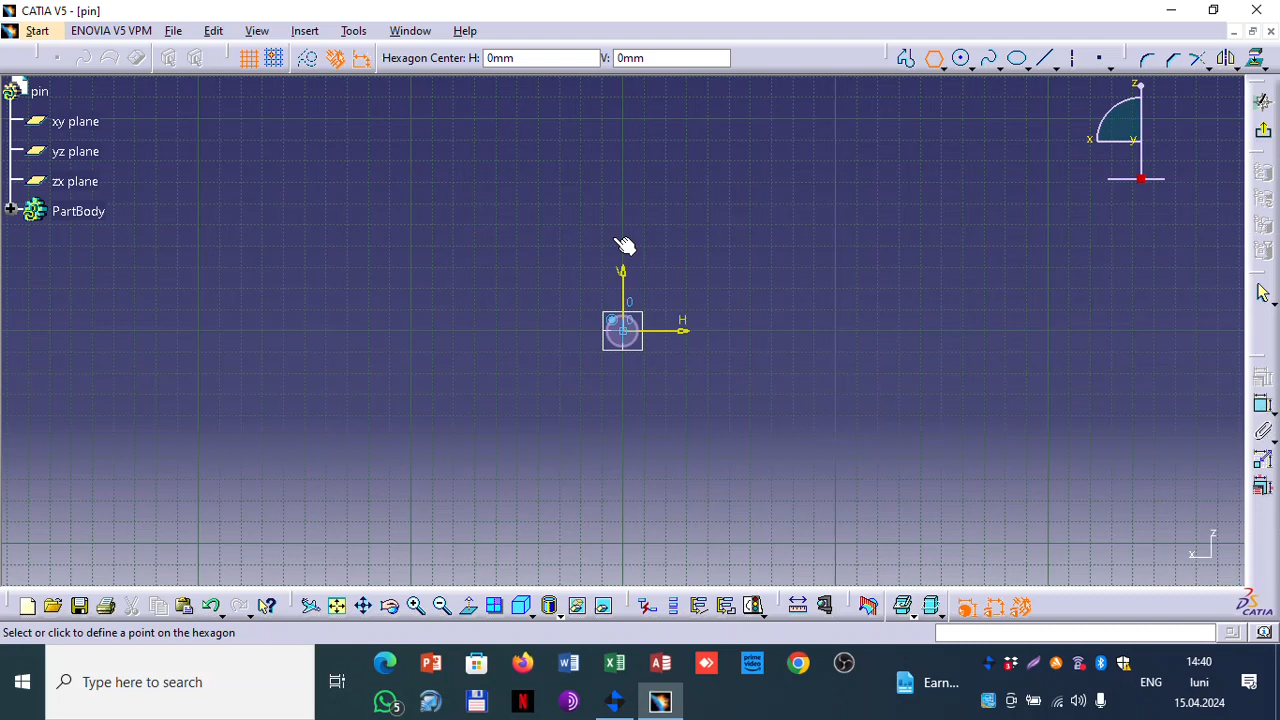 CATIA V5 - [pin]
Start ENOVIA V5 VPM File Edit View Insert Tools Window Help
Hexagon Center: H: 0mm V: 0mm
pin
xy plane
yz plane
zx plane
PartBody
z
x
y
V
0
0
H
z
x
CATIA
Select or click to define a point on the hexagon
Type here to search
5
Earn...
ENG
14:40
luni
15.04.2024